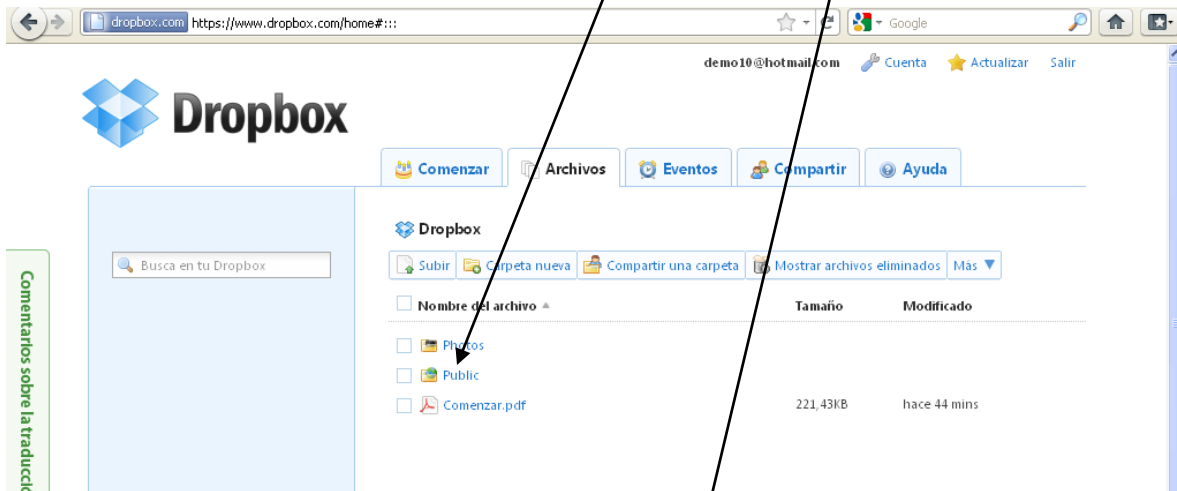 dropbox.com https://www.dropbox.com/home#:::
Google
demo10@hotmail.com Cuenta Actualizar Salir
Dropbox
Comenzar Archivos Eventos Compartir Ayuda
Dropbox
Busca en tu Dropbox
Subir Carpeta nueva Compartir una carpeta Mostrar archivos eliminados Más
Nombre del archivo Tamaño Modificado
Photos
Public
Comenzar.pdf 221,43KB hace 44 mins
Comentarios sobre la